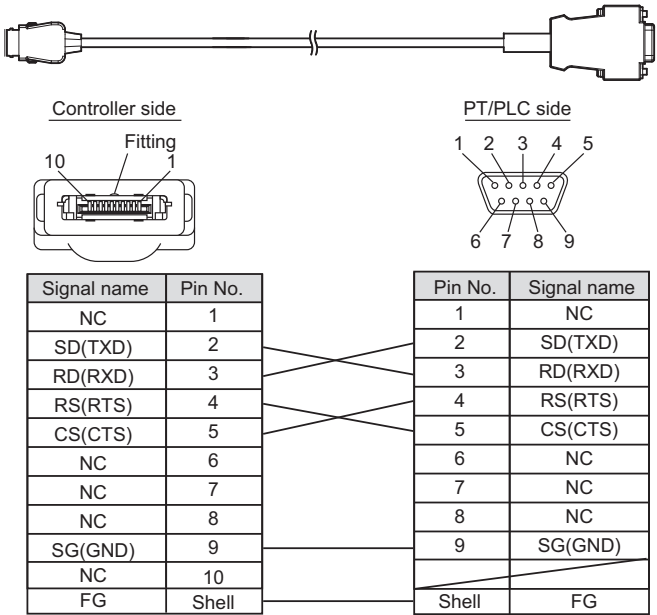 Controller side
PT/PLC side
Fitting
10 1
1 2 3 4 5
6 7 8 9
Signal name Pin No.
NC 1
SD(TXD) 2
RD(RXD) 3
RS(RTS) 4
CS(CTS) 5
NC 6
NC 7
NC 8
SG(GND) 9
NC 10
FG Shell
Pin No. Signal name
1 NC
2 SD(TXD)
3 RD(RXD)
4 RS(RTS)
5 CS(CTS)
6 NC
7 NC
8 NC
9 SG(GND)
Shell FG